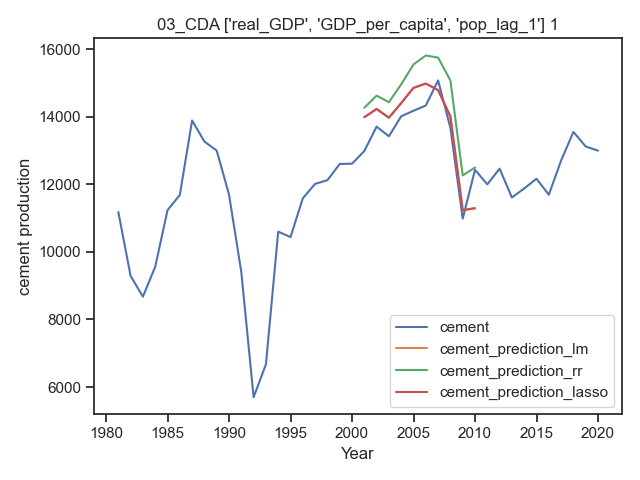 03_CDA ['real_GDP', 'GDP_per_capita', 'pop_lag_1'] 1
16000
14000
12000
10000
8000
6000
cement production
cement
cement_prediction_lm
cement_prediction_rr
cement_prediction_lasso
1980 1985 1990 1995 2000 2005 2010 2015 2020
Year